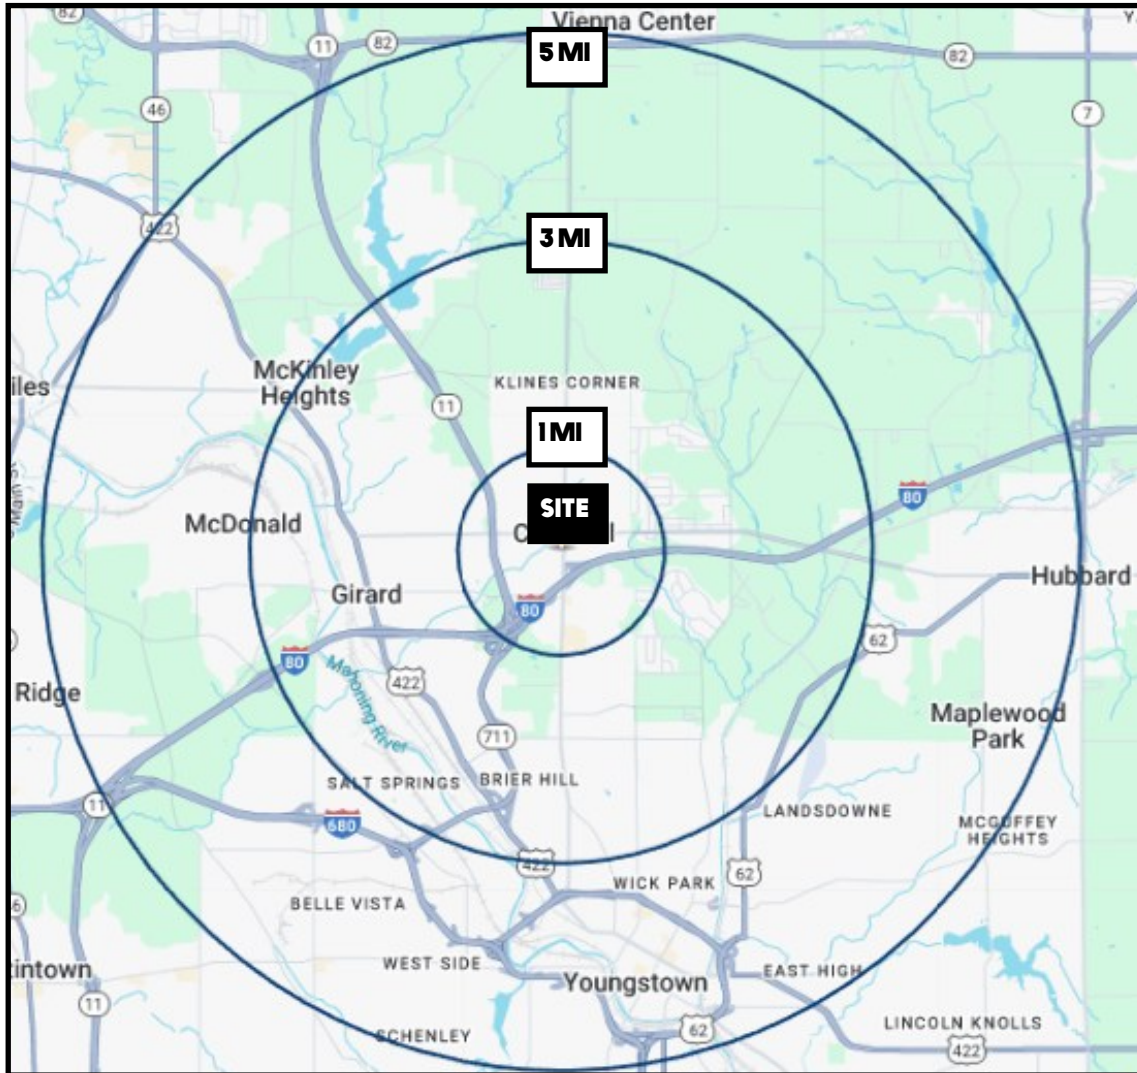 82
Vienna Center
11
82
5 MI
82
46
7
422
3 MI
McKinley
Heights
KLINES CORNER
11
1 MI
80
SITE
McDonald
Girard
80
Hubbard
62
80
Mahoning River
422
Ridge
Maplewood
Park
711
SALT SPRINGS
BRIER HILL
11
680
LANDSDOWNE
MCGUFFEY
HEIGHTS
422
62
WICK PARK
BELLE VISTA
WEST SIDE
EAST HIGH
Youngstown
11
62
SCHENLEY
LINCOLN KNOLLS
422